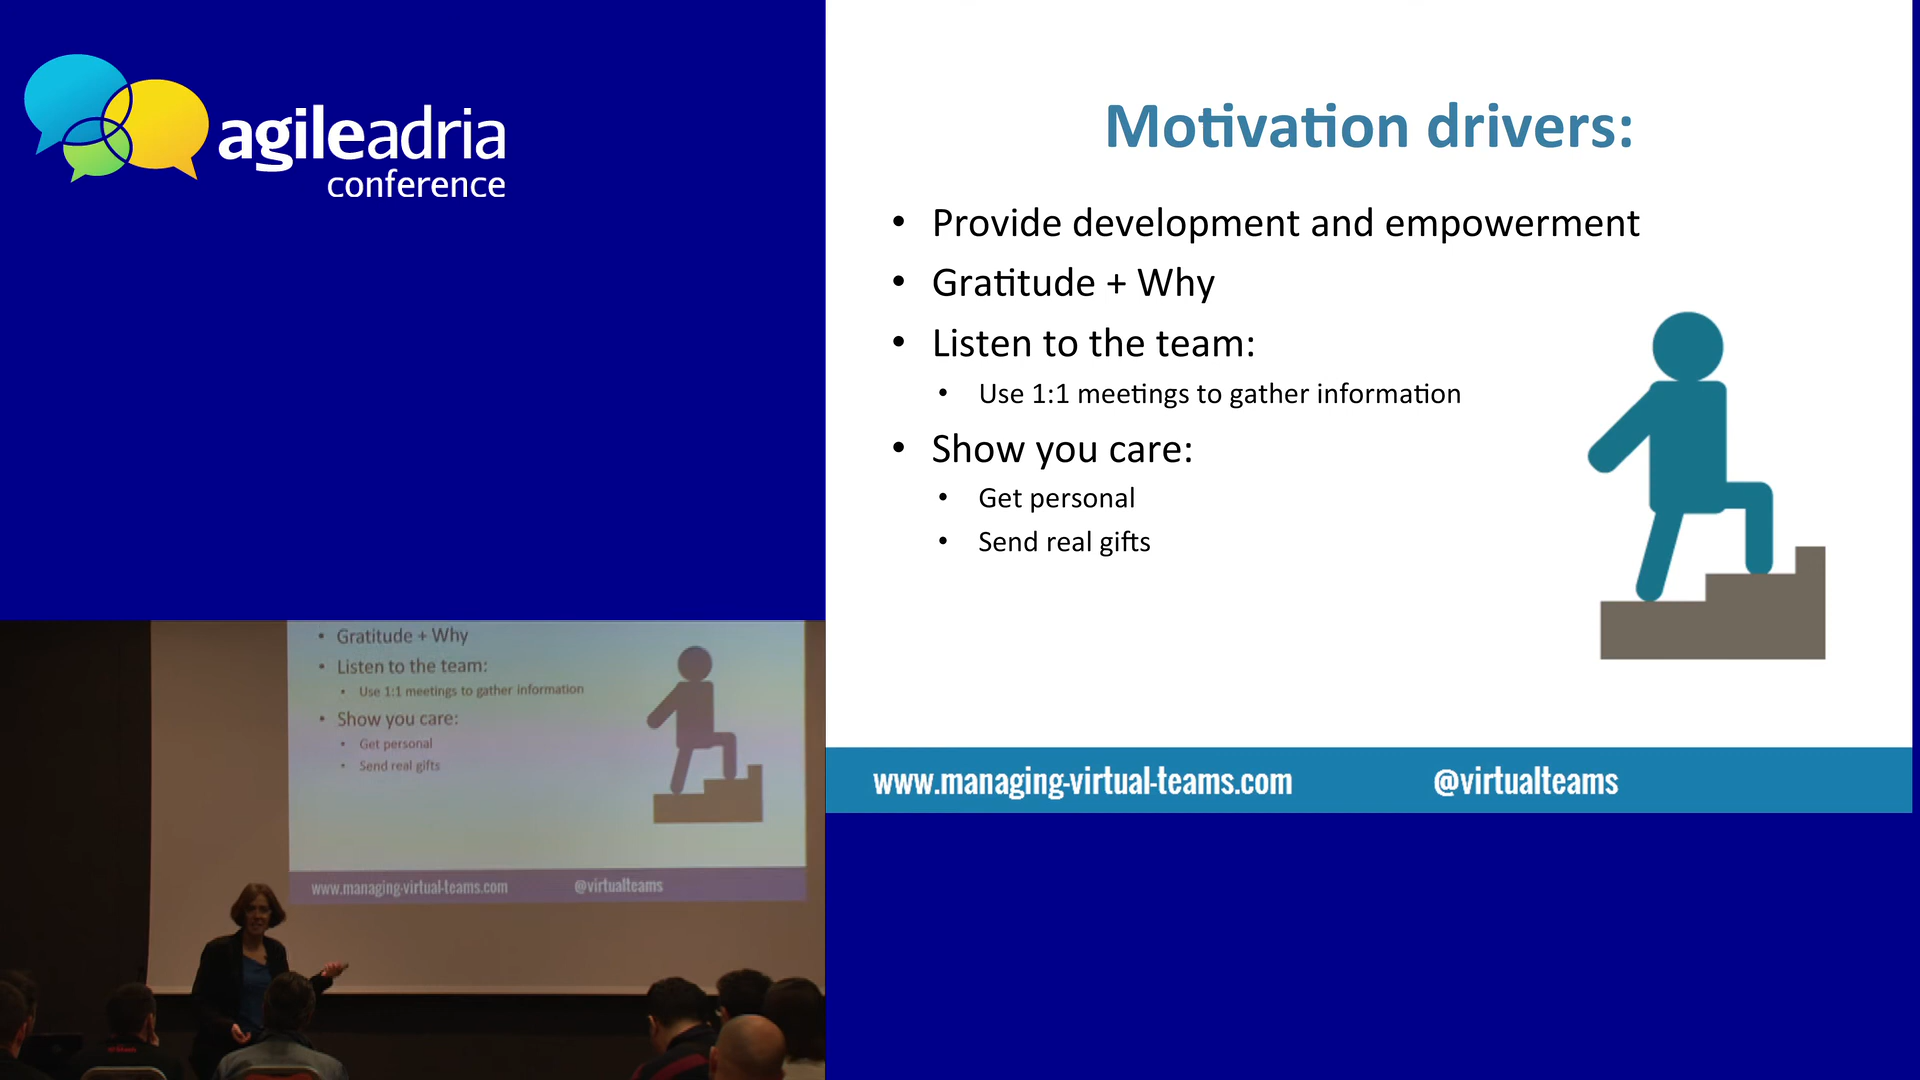 agileadria
conference
Motivation drivers:
• Provide development and empowerment
• Gratitude + Why
• Listen to the team:
• Use 1:1 meetings to gather information
• Show you care:
• Get personal
• Send real gifts
www.managing-virtual-teams.com @virtualteams
• Gratitude + Why
• Listen to the team:
• Use 1:1 meetings to gather information
• Show you care:
• Get personal
• Send real gifts
www.managing-virtual-teams.com @virtualteams